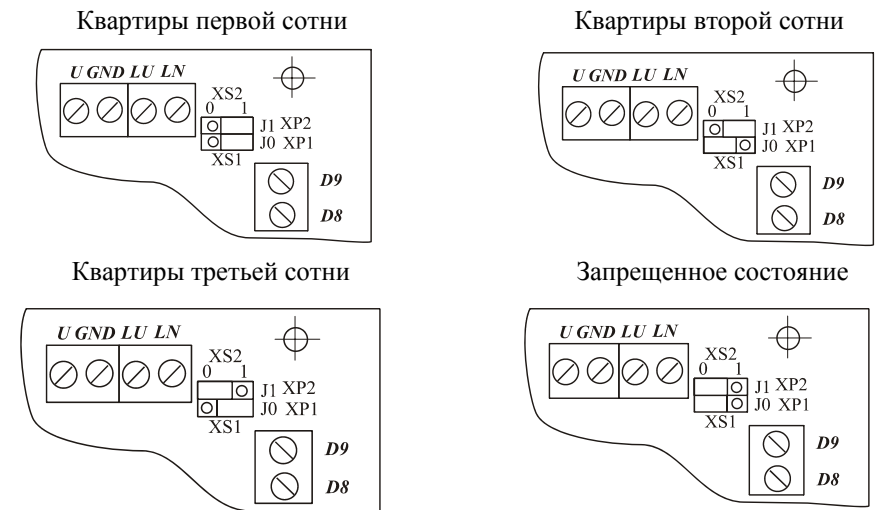 Квартиры первой сотни
U GND LU LN
XS2
0 1
J1 XP2
J0 XP1
XS1
D9
D8
Квартиры второй сотни
U GND LU LN
XS2
0 1
J1 XP2
J0 XP1
XS1
D9
D8
Квартиры третьей сотни
U GND LU LN
XS2
0 1
J1 XP2
J0 XP1
XS1
D9
D8
Запрещенное состояние
U GND LU LN
XS2
0 1
J1 XP2
J0 XP1
XS1
D9
D8